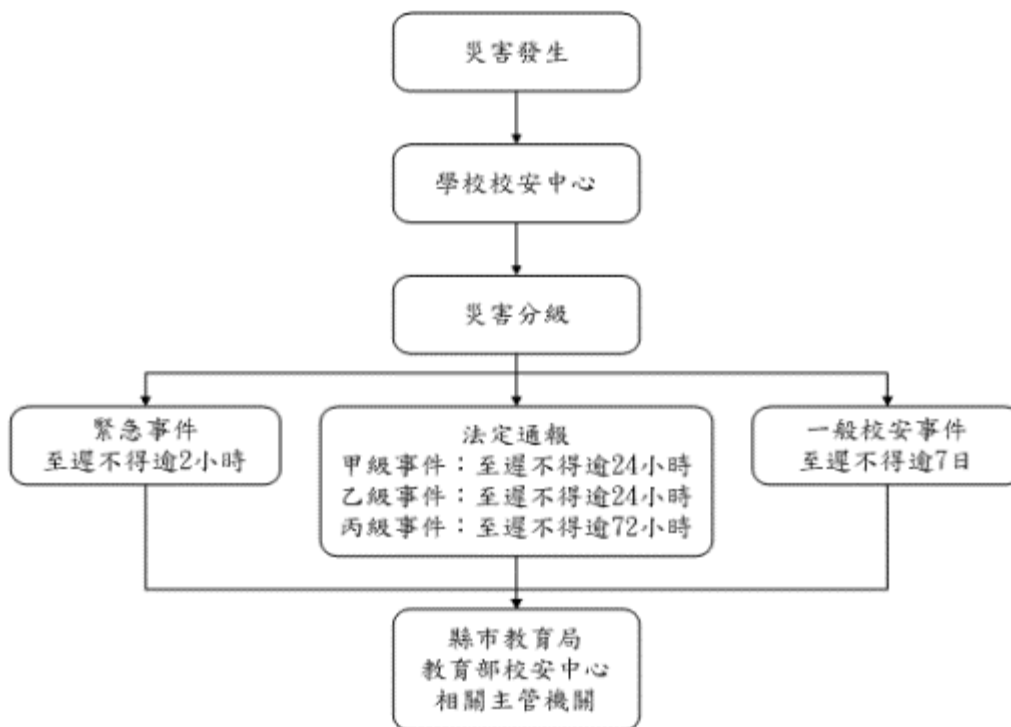 災害發生
學校校安中心
災害分級
緊急事件
至遲不得逾2小時
法定通報
甲級事件：至遲不得逾24小時
乙級事件：至遲不得逾24小時
丙級事件：至遲不得逾72小時
一般校安事件
至遲不得逾7日
縣市教育局
教育部校安中心
相關主管機關